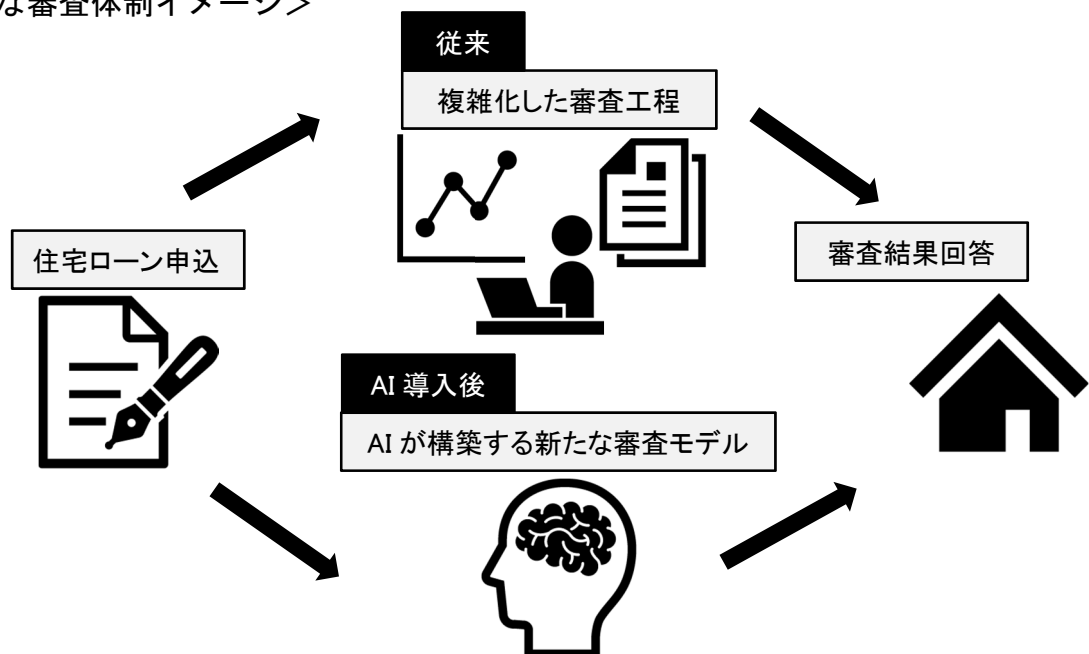 な審査体制イメージ＞
従来
複雑化した審査工程
住宅ローン申込
審査結果回答
AI 導入後
AI が構築する新たな審査モデル